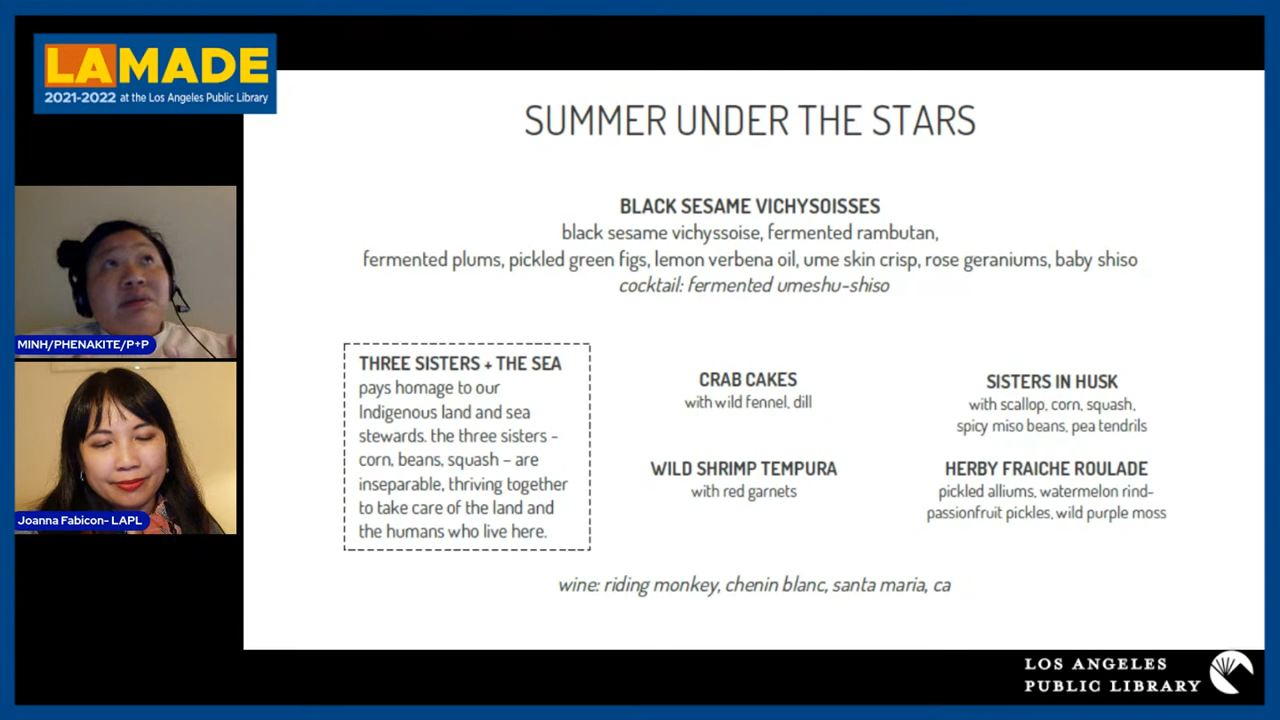 LA MADE
2021-2022 at the Los Angeles Public Library
SUMMER UNDER THE STARS
BLACK SESAME VICHYSOISSES
black sesame vichyssoise, fermented rambutan,
fermented plums, pickled green figs, lemon verbena oil, ume skin crisp, rose geraniums, baby shiso
cocktail: fermented umeshu-shiso
THREE SISTERS + THE SEA
pays homage to our
Indigenous land and sea
stewards. the three sisters -
corn, beans, squash – are
inseparable, thriving together
to take care of the land and
the humans who live here.
CRAB CAKES
with wild fennel, dill
WILD SHRIMP TEMPURA
with red garnets
SISTERS IN HUSK
with scallop, corn, squash,
spicy miso beans, pea tendrils
HERBY FRAICHE ROULADE
pickled alliums, watermelon rind-
passionfruit pickles, wild purple moss
wine: riding monkey, chenin blanc, santa maria, ca
MINH/PHENAKITE/P+P
Joanna Fabicon- LAPL
LOS ANGELES
PUBLIC LIBRARY